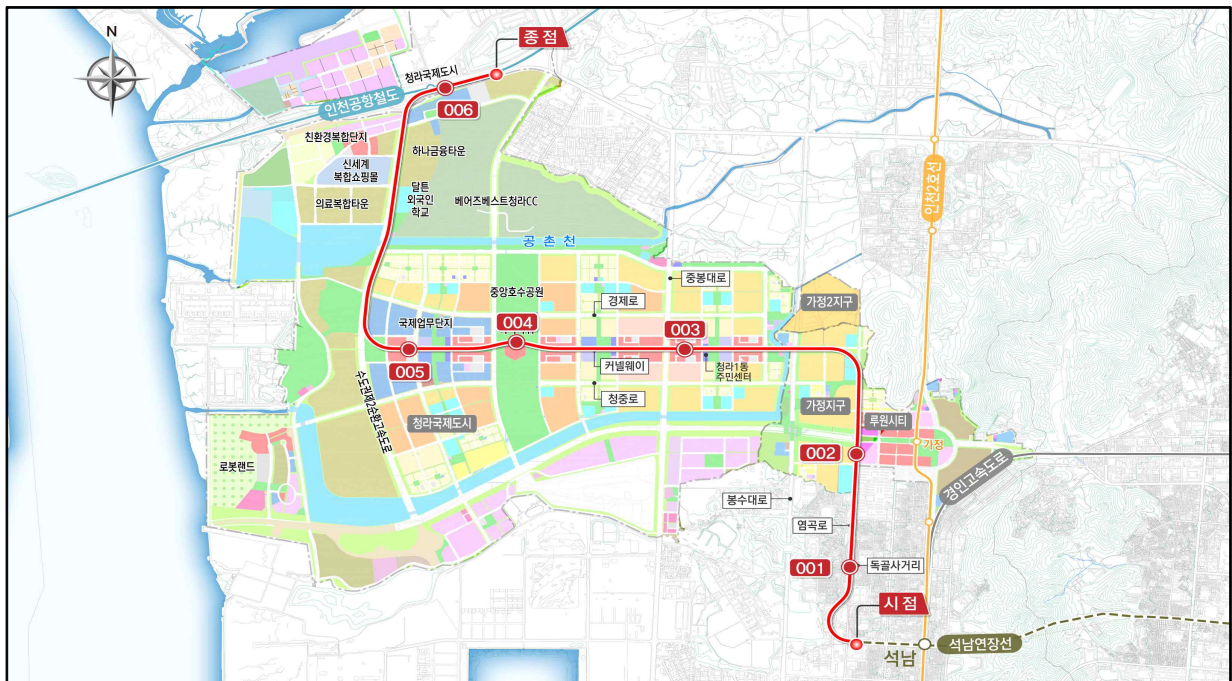 N
종 점
청라국제도시
006
인천공항철도
친환경복합단지
하나금융타운
신세계
복합쇼핑몰
달튼
외국인
학교
의료복합타운
베어즈베스트청라CC
인천2호선
공 촌 천
중봉대로
중앙호수공원
경제로
가정2지구
국제업무단지
004
003
005
커넬웨이
청라1동
주민센터
수도권제2순환고속도로
청중로
청라국제도시
가정지구
루원시티
가정
002
로봇랜드
경인고속도로
봉수대로
염곡로
001
독골사거리
시 점
석남
석남연장선